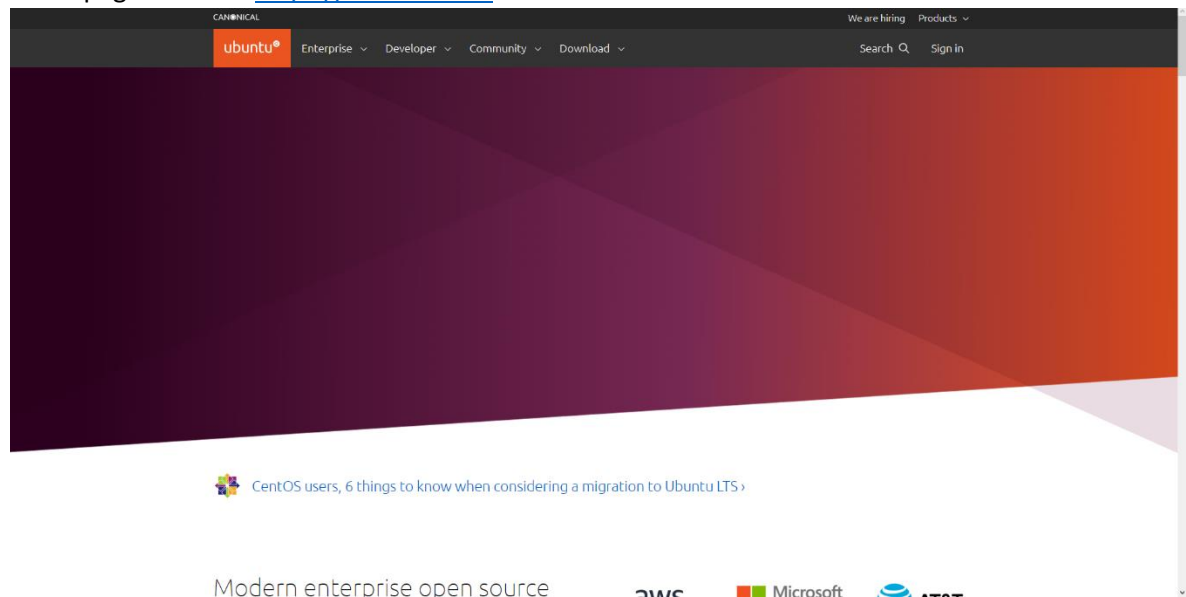 CANONICAL
We are hiring Products
ubuntu®
Enterprise Developer Community Download
Search Sign in
CentOS users, 6 things to know when considering a migration to Ubuntu LTS ›
Modern enterprise open source
aws Microsoft AT&T